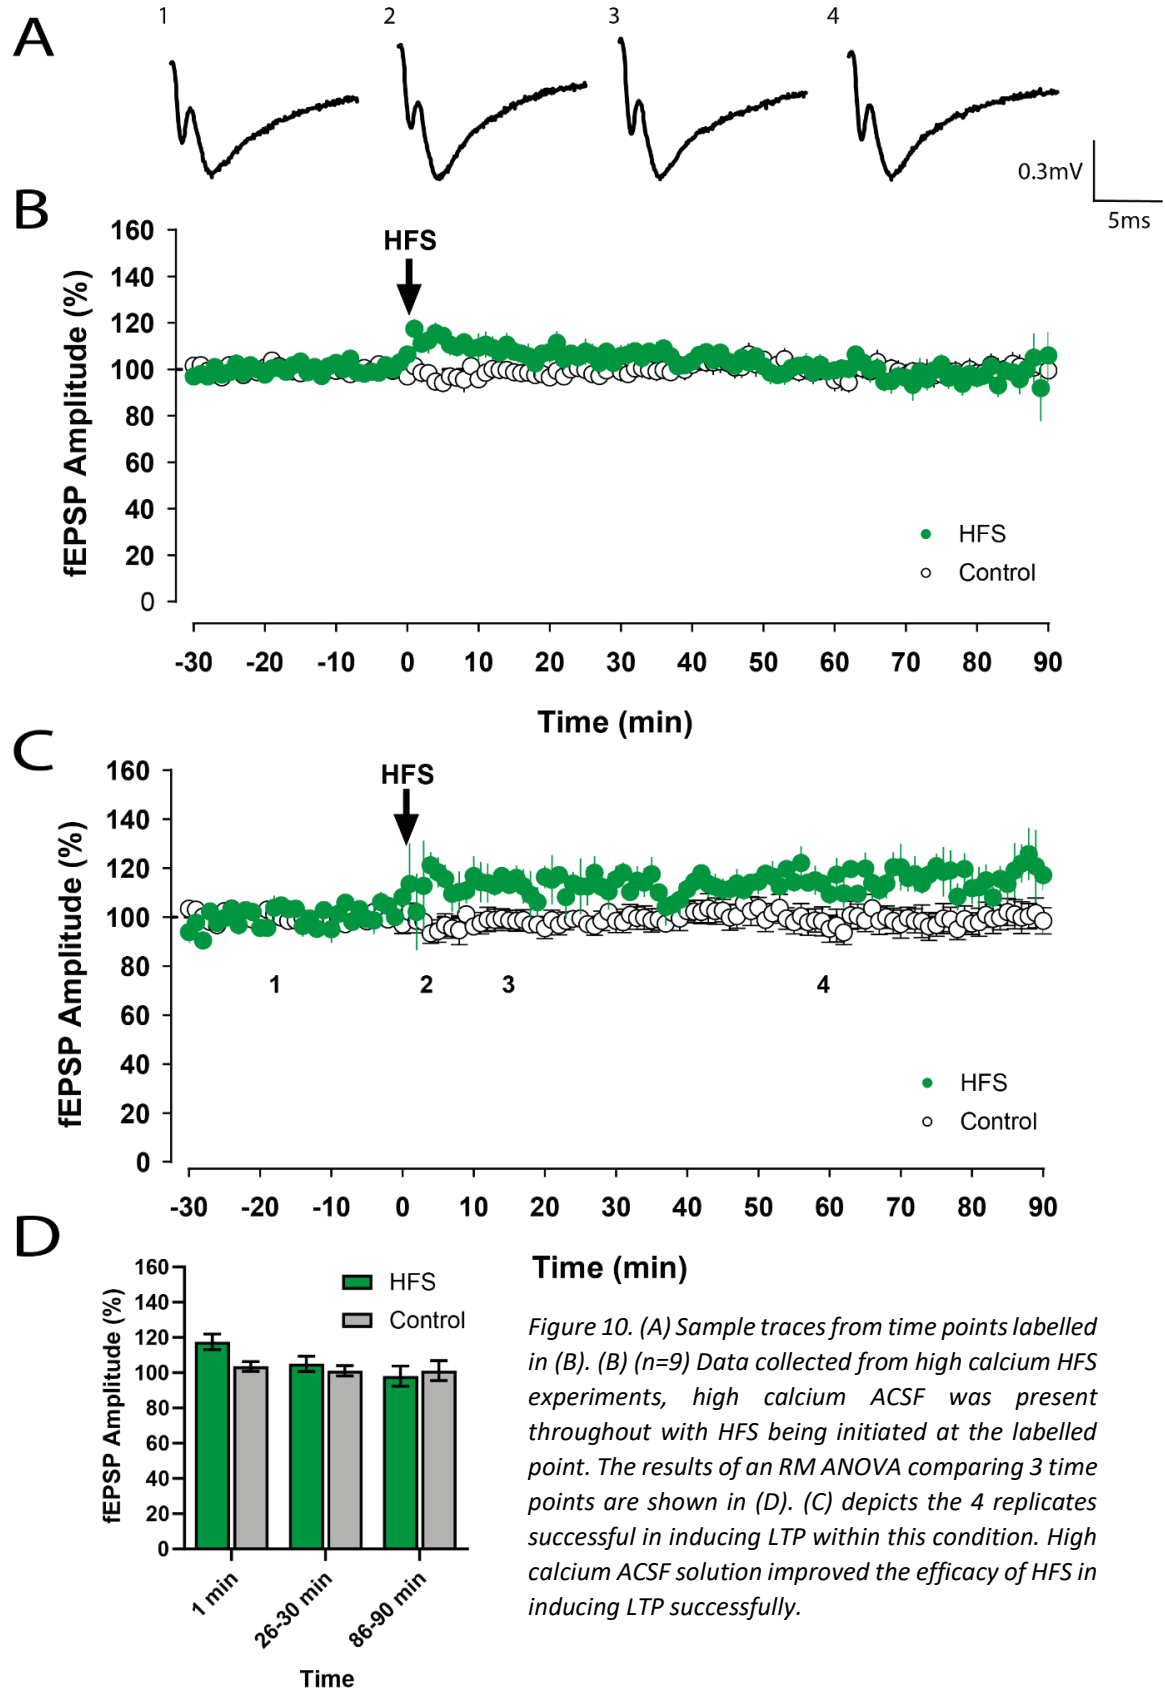 A
1 2 3 4
0.3mV
5ms
B
HFS
fEPSP Amplitude (%)
160
140
120
100
80
60
40
20
0
HFS
Control
-30 -20 -10 0 10 20 30 40 50 60 70 80 90
Time (min)
C
HFS
fEPSP Amplitude (%)
160
140
120
100
80
60
40
20
0
1 2 3 4
HFS
Control
-30 -20 -10 0 10 20 30 40 50 60 70 80 90
Time (min)
D
fEPSP Amplitude (%)
160
140
120
100
80
60
40
20
0
HFS
Control
1 min 26-30 min 86-90 min
Time
Figure 10. (A) Sample traces from time points labelled
in (B). (B) (n=9) Data collected from high calcium HFS
experiments, high calcium ACSF was present
throughout with HFS being initiated at the labelled
point. The results of an RM ANOVA comparing 3 time
points are shown in (D). (C) depicts the 4 replicates
successful in inducing LTP within this condition. High
calcium ACSF solution improved the efficacy of HFS in
inducing LTP successfully.